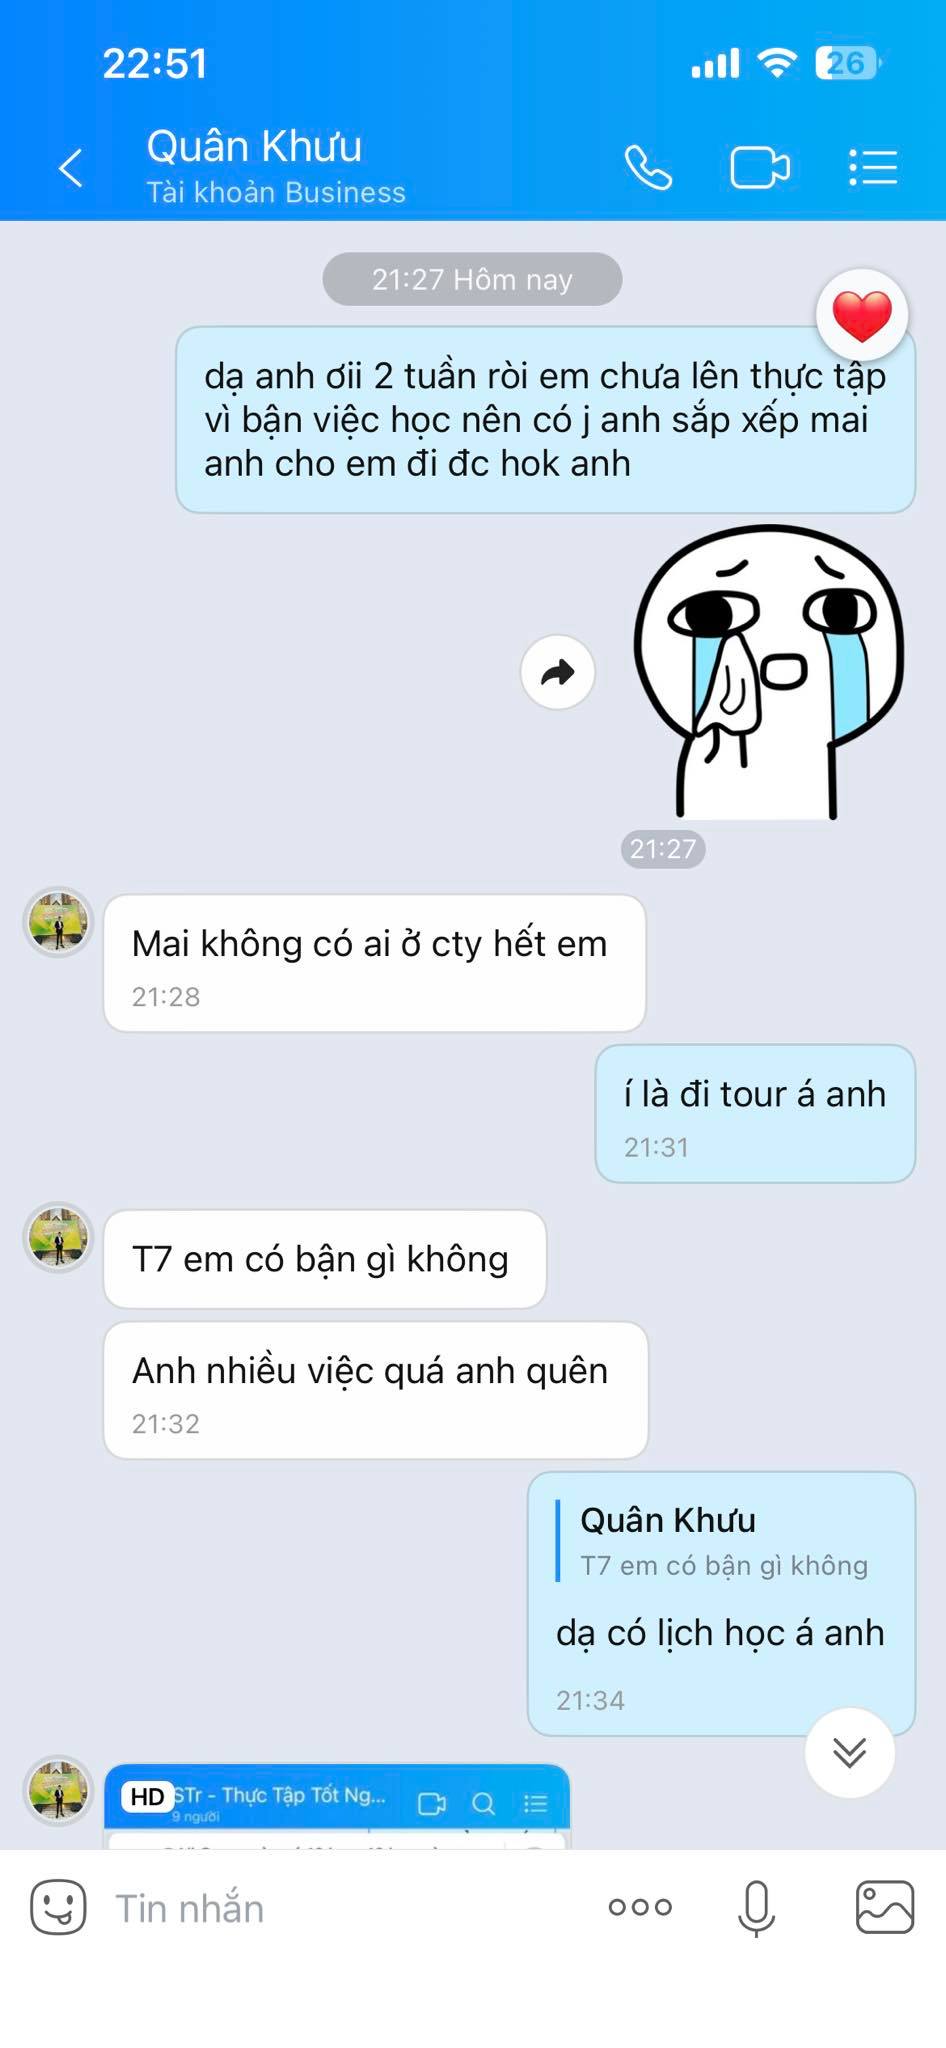 22:51
26
Quân Khưu
Tài khoản Business
21:27 Hôm nay
dạ anh ơii 2 tuần ròi em chưa lên thực tập
vì bận việc học nên có j anh sắp xếp mai
anh cho em đi đc hok anh
21:27
Mai không có ai ở cty hết em
21:28
í là đi tour á anh
21:31
T7 em có bận gì không
Anh nhiều việc quá anh quên
21:32
Quân Khưu
T7 em có bận gì không
dạ có lịch học á anh
21:34
HD STr - Thực Tập Tốt Ng...
9 người
Tin nhắn